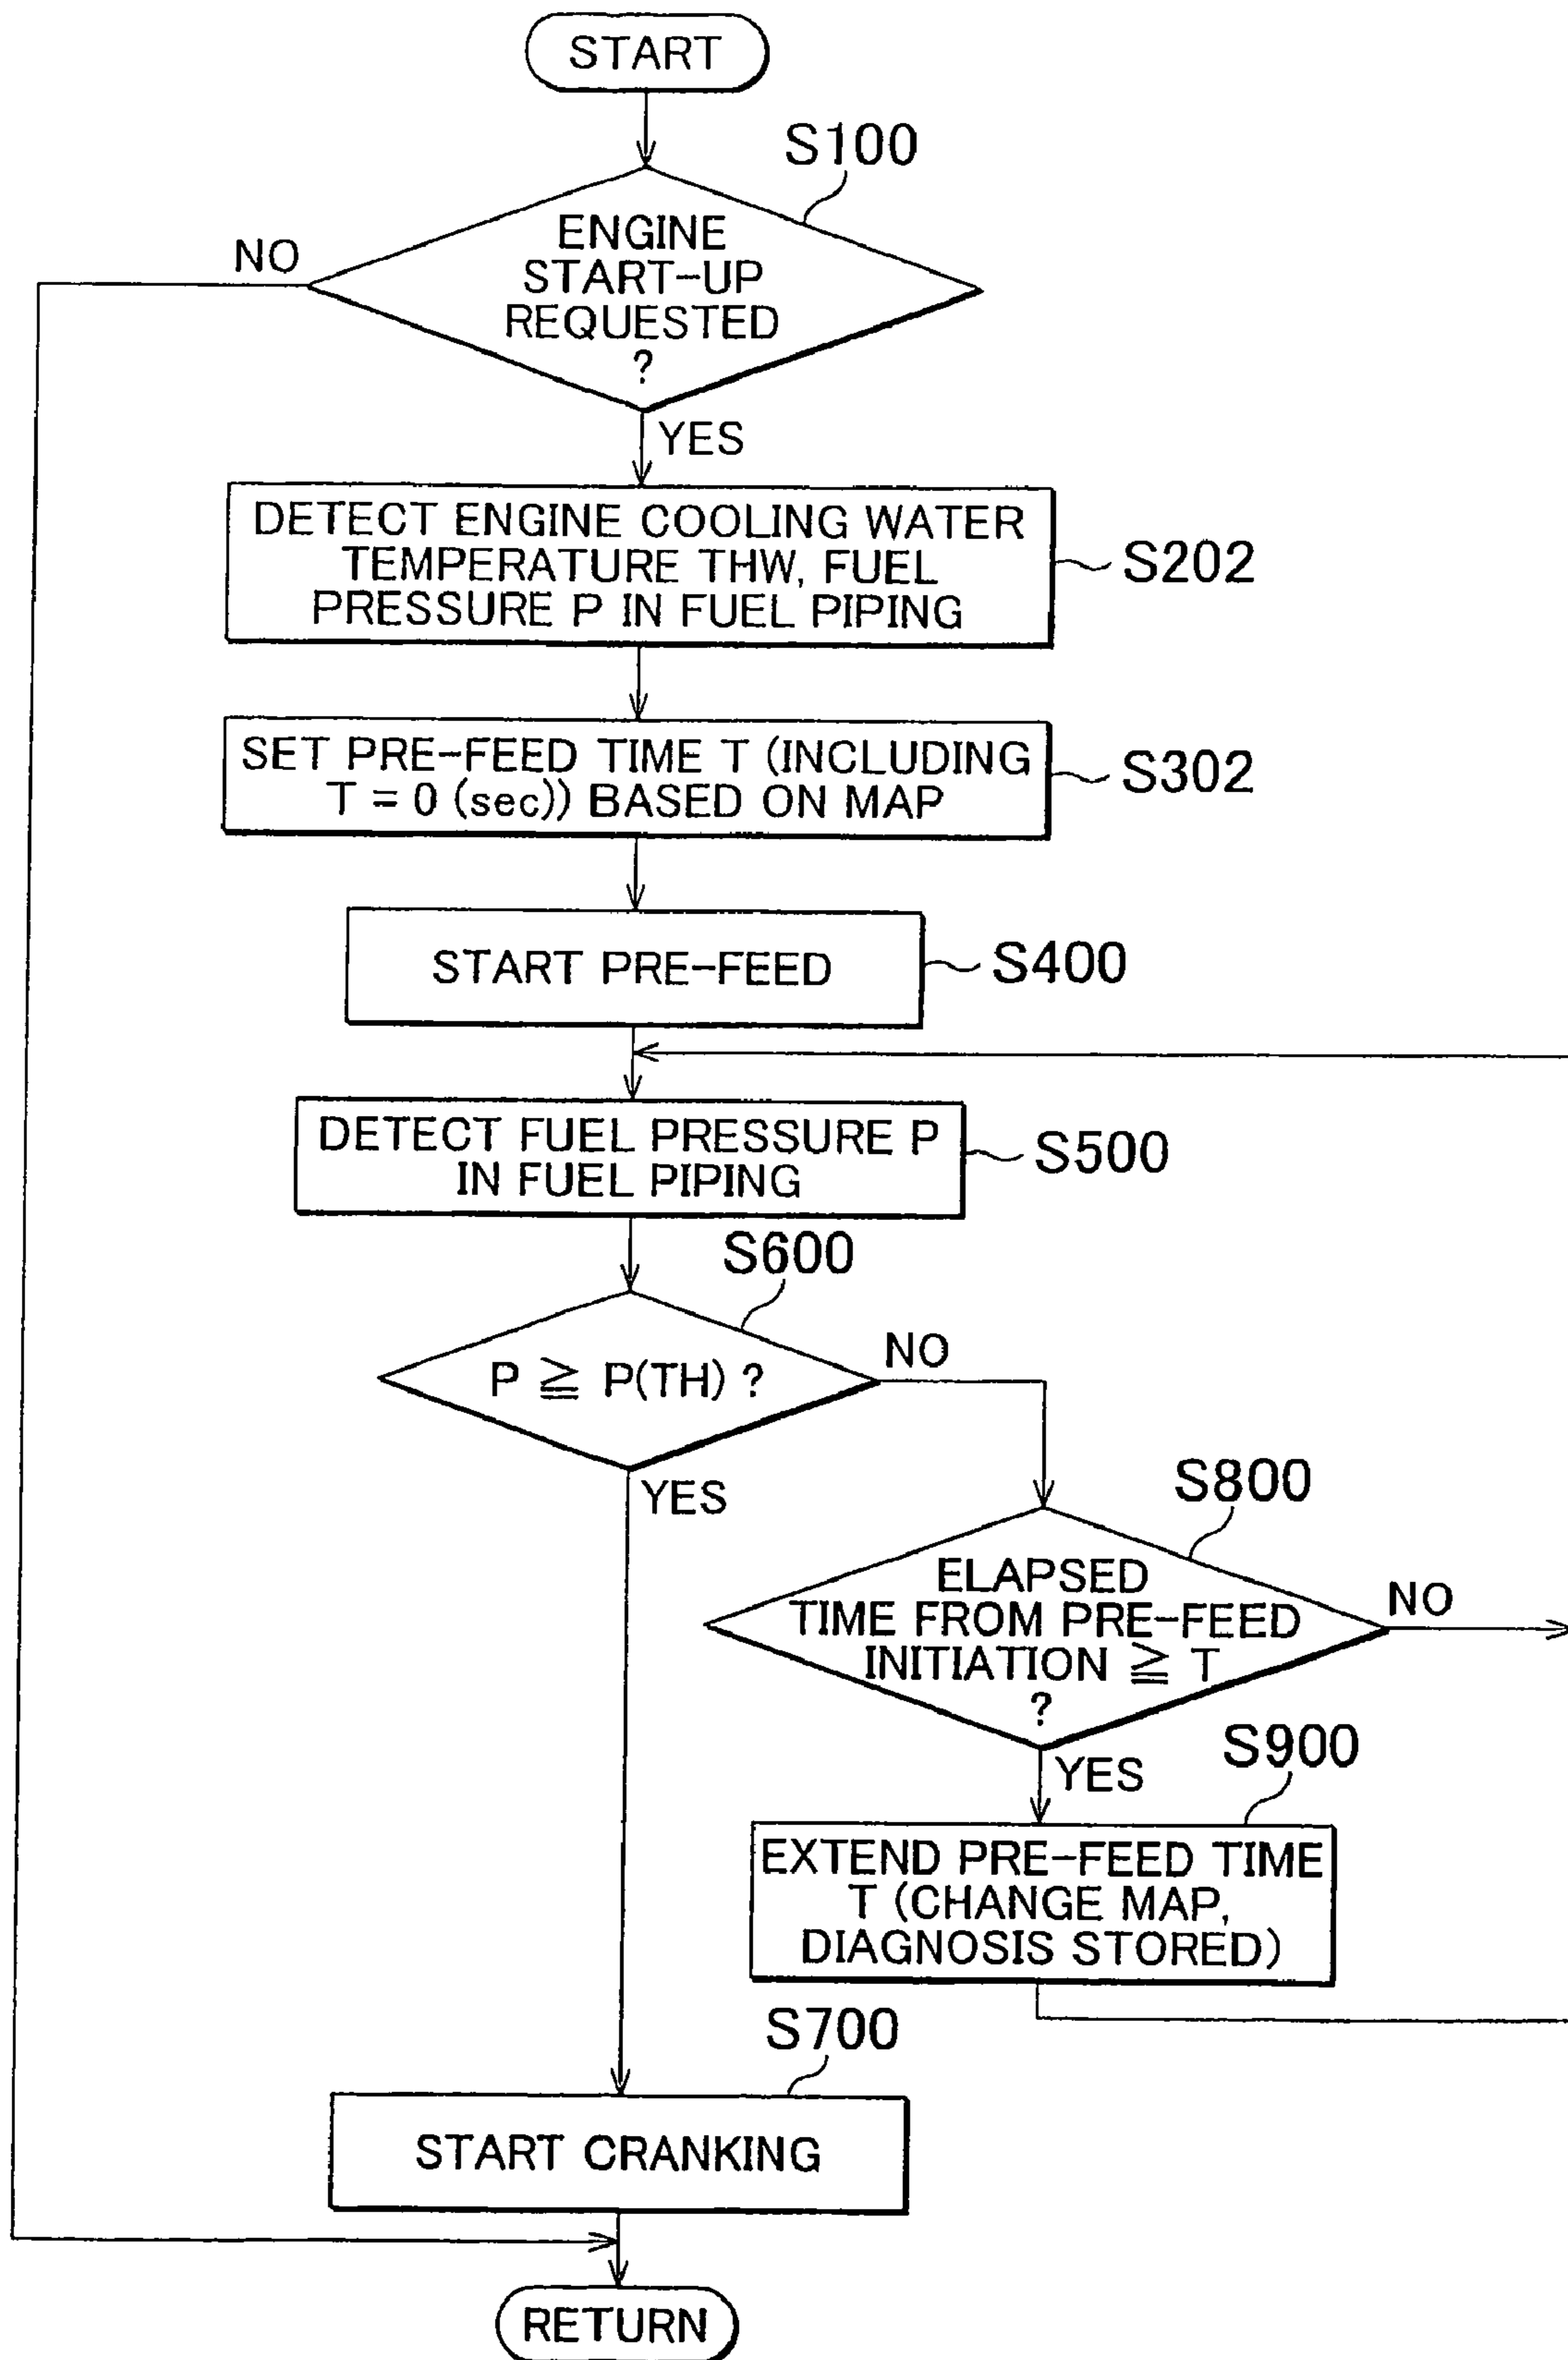 START
S100
ENGINE
START-UP
REQUESTED
?
NO
YES
DETECT ENGINE COOLING WATER
TEMPERATURE THW, FUEL
PRESSURE P IN FUEL PIPING
S202
SET PRE-FEED TIME T (INCLUDING
T = 0 (sec)) BASED ON MAP
S302
START PRE-FEED
S400
DETECT FUEL PRESSURE P
IN FUEL PIPING
S500
S600
P ≧ P(TH) ?
NO
YES
S800
ELAPSED
TIME FROM PRE-FEED
INITIATION ≧ T
?
NO
YES
S900
EXTEND PRE-FEED TIME
T (CHANGE MAP,
DIAGNOSIS STORED)
S700
START CRANKING
RETURN